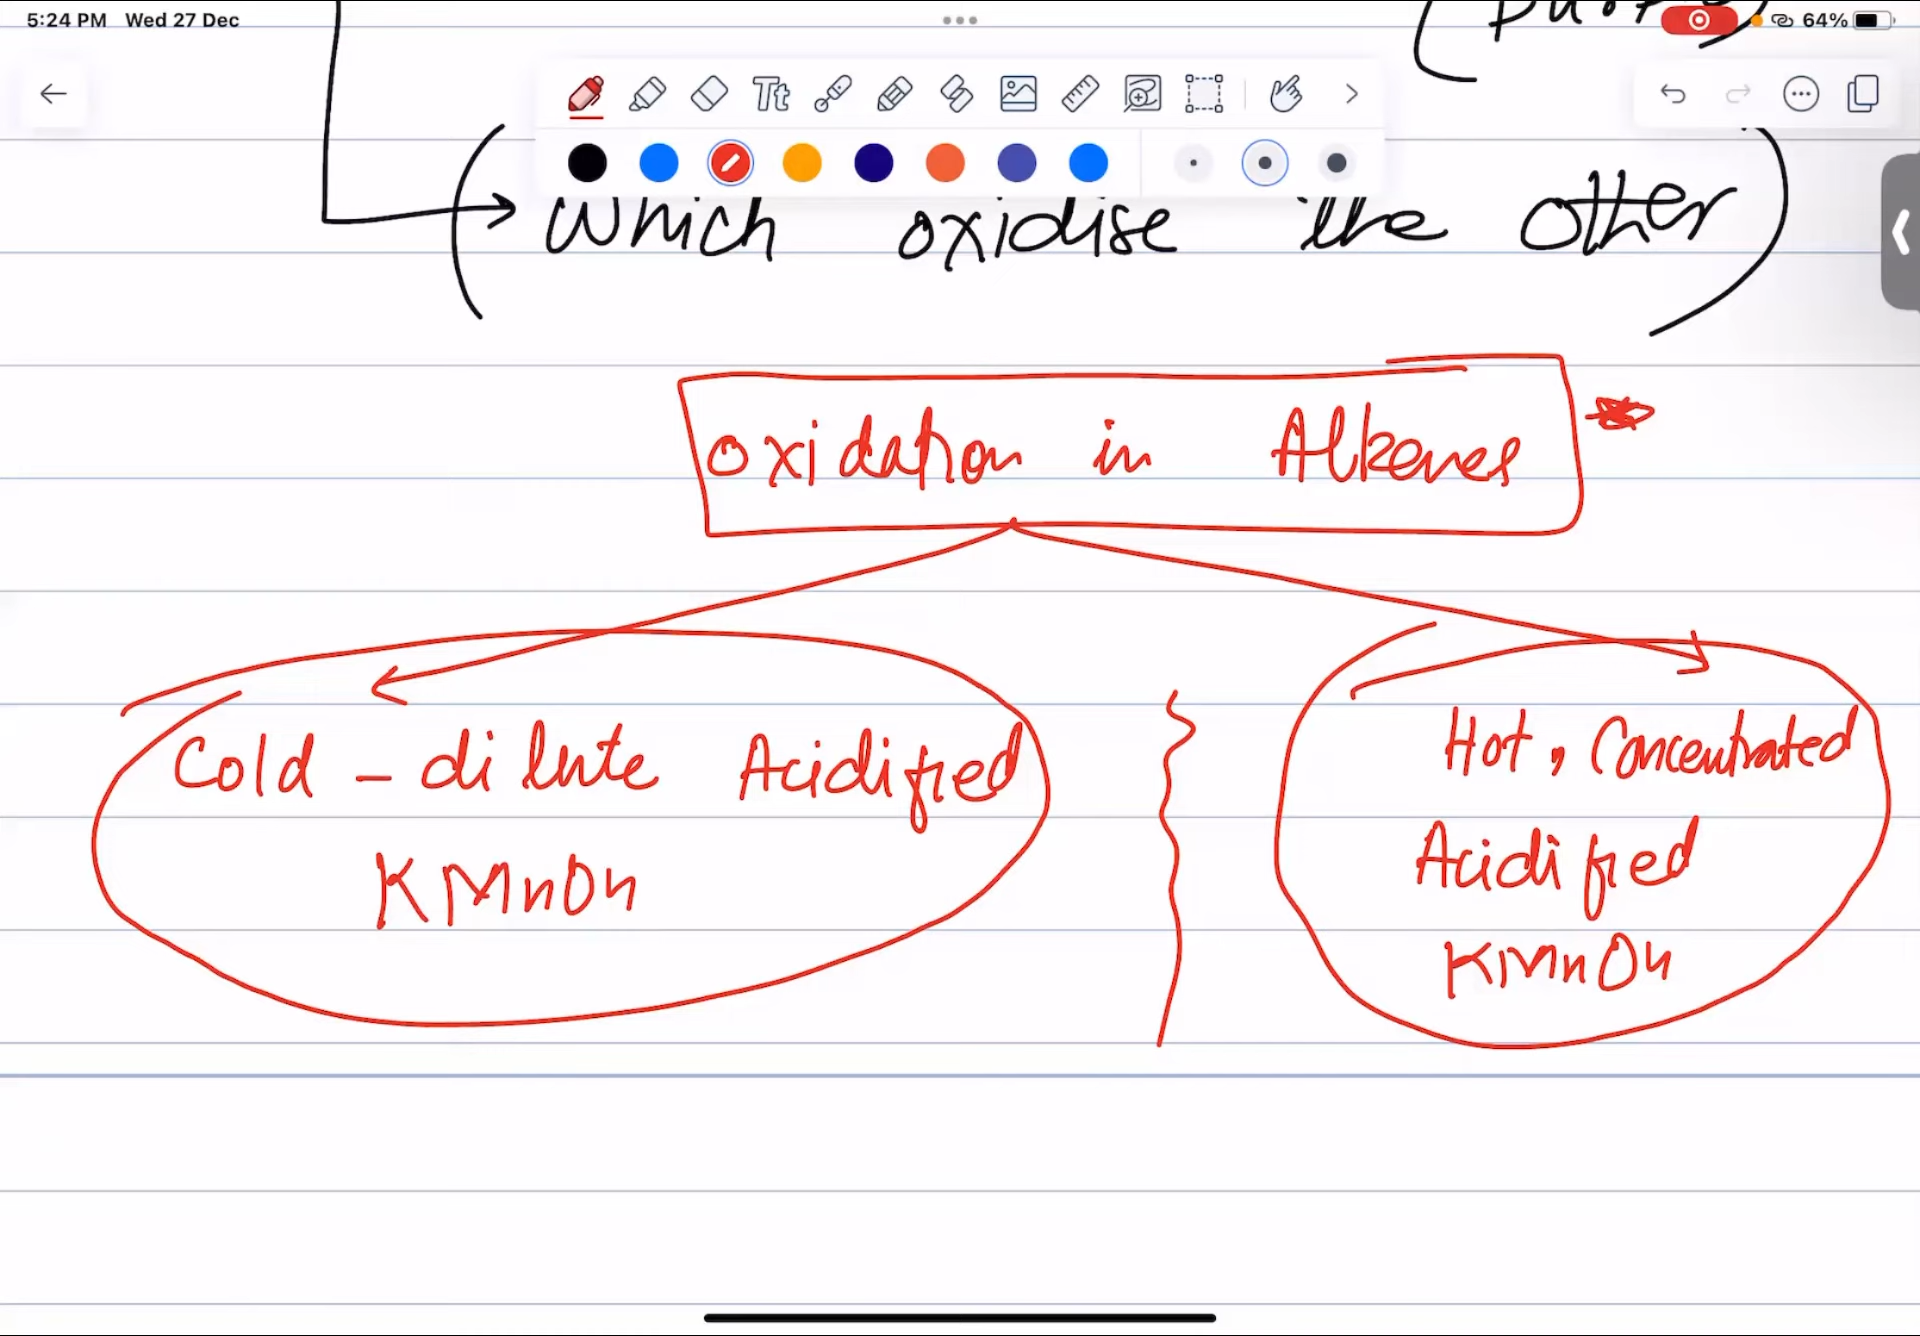 5:24 PM Wed 27 Dec
64%
Tt
which oxidise the other
oxidation in Alkenes
Cold - dilute Acidified
KMnO4
Hot, Concentrated
Acidified
KMnO4